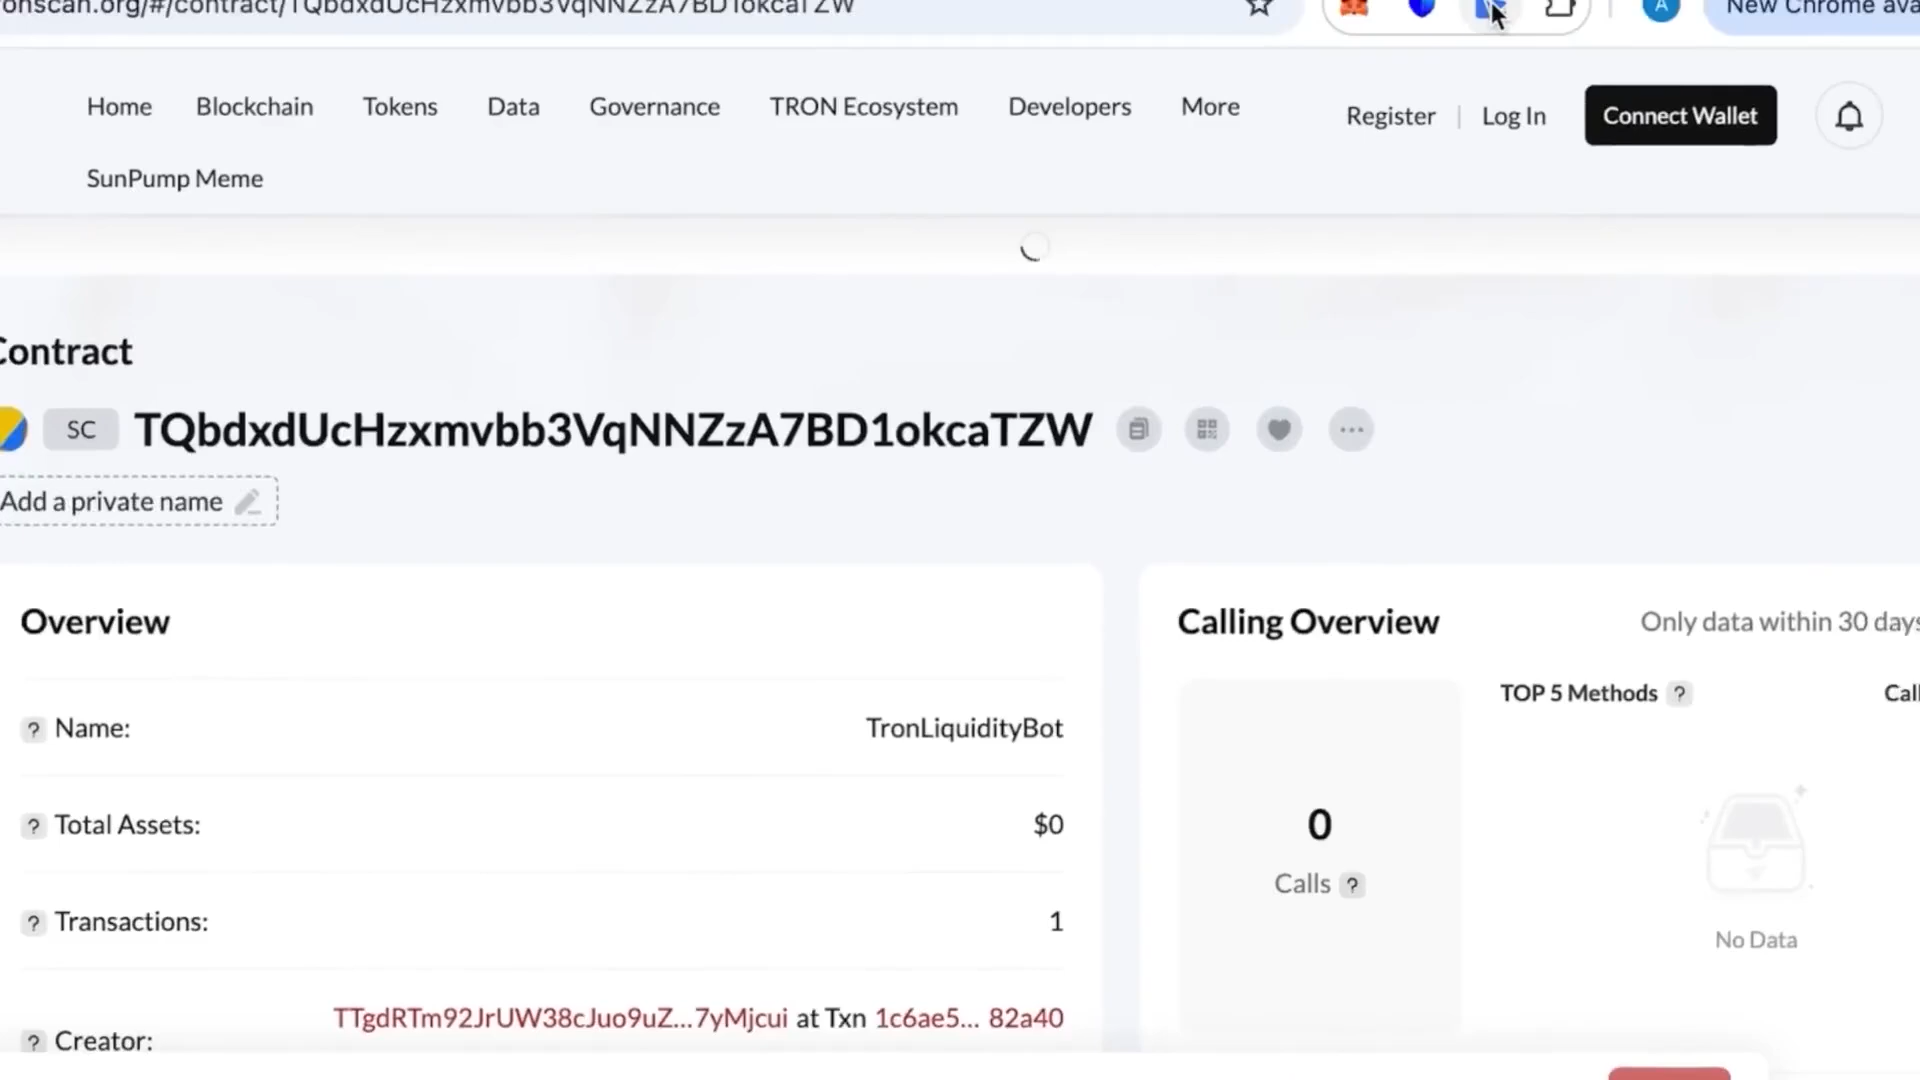 onscan.org/#/contract/TQbdxdUcHzxmvbb3VqNNZzA7BD1okcaTZW
A
New Chrome ava
Home Blockchain Tokens Data Governance TRON Ecosystem Developers More
Register | Log In
Connect Wallet
SunPump Meme
Contract
SC TQbdxdUcHzxmvbb3VqNNZzA7BD1okcaTZW
Add a private name
Overview
? Name: TronLiquidityBot
? Total Assets: $0
? Transactions: 1
? Creator: TTgdRTm92JrUW38cJuo9uZ...7yMjcui at Txn 1c6ae5... 82a40
Calling Overview
Only data within 30 days
0
Calls ?
TOP 5 Methods ?
Call
No Data